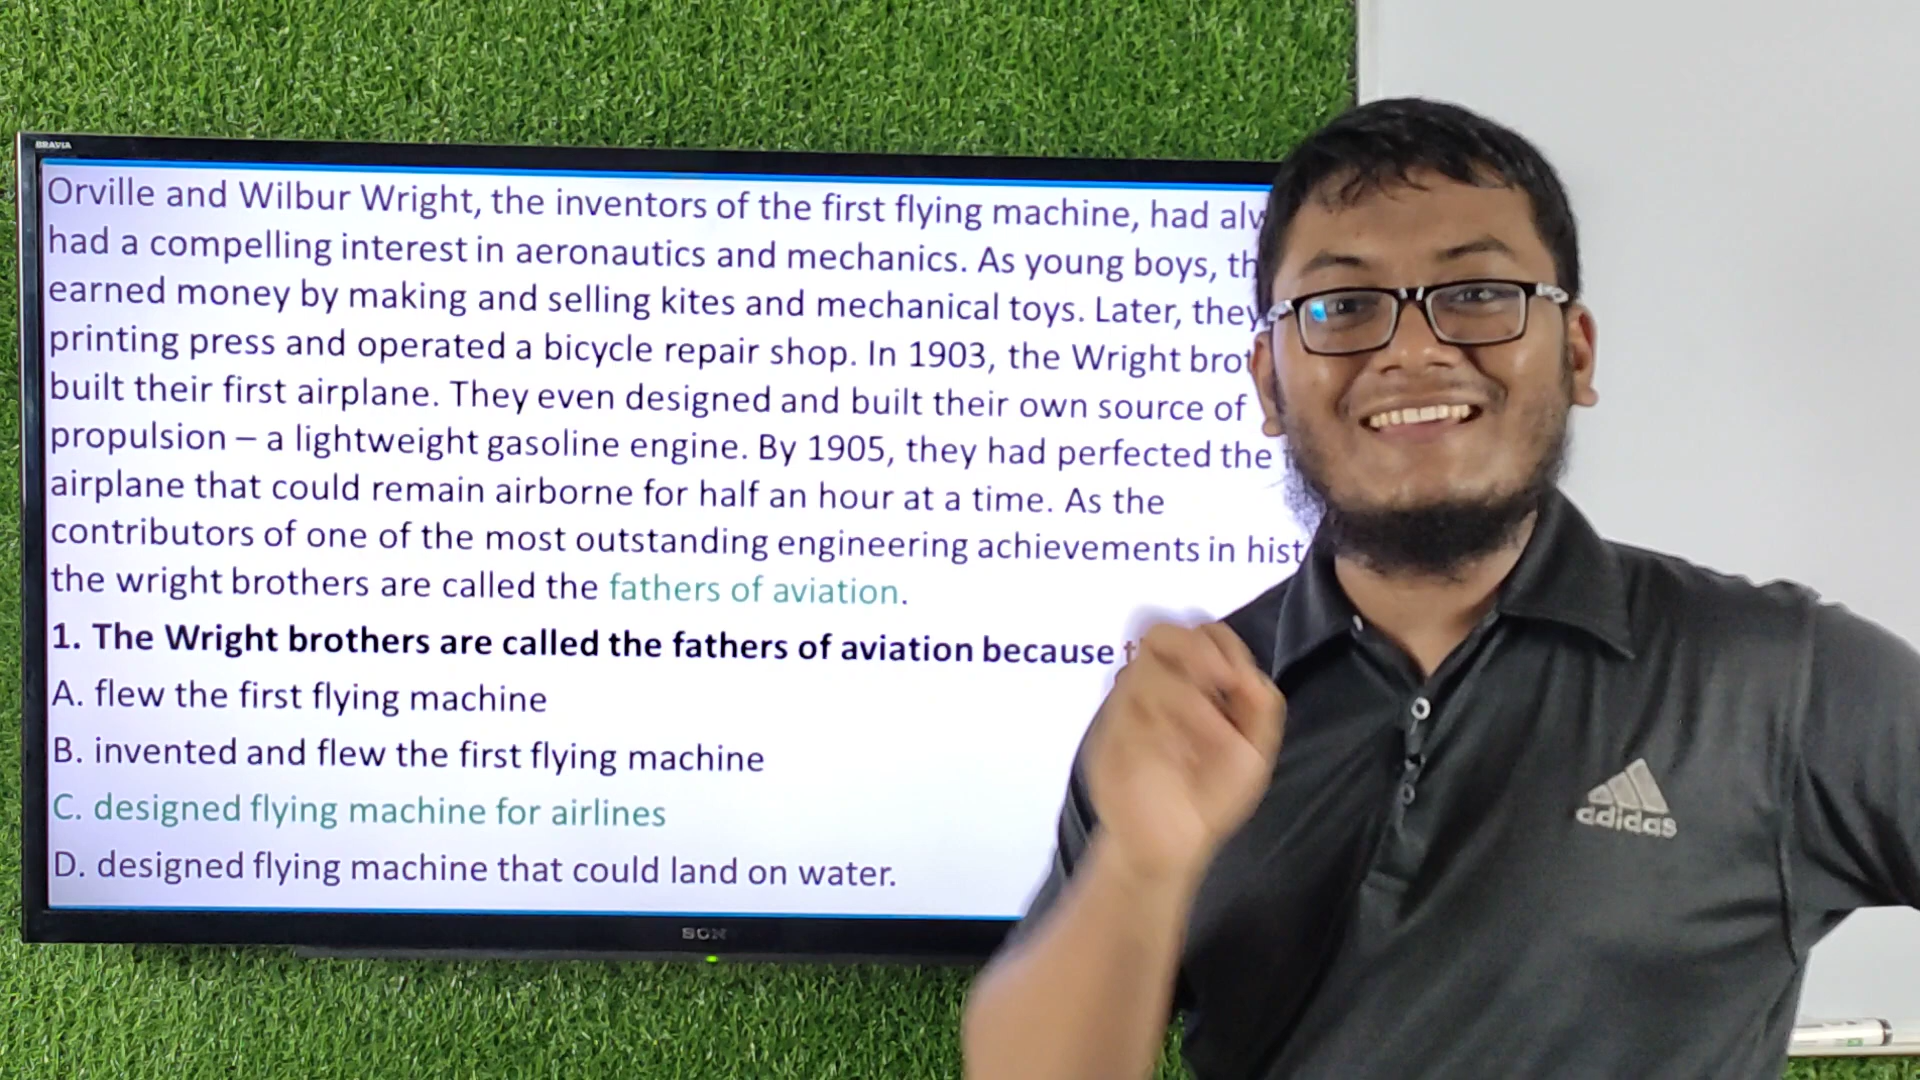 BRAVIA
Orville and Wilbur Wright, the inventors of the first flying machine, had
had a compelling interest in aeronautics and mechanics. As young boys,
earned money by making and selling kites and mechanical toys. Later, they
printing press and operated a bicycle repair shop. In 1903, the Wright
built their first airplane. They even designed and built their own source of
propulsion – a lightweight gasoline engine. By 1905, they had perfected the
airplane that could remain airborne for half an hour at a time. As the
contributors of one of the most outstanding engineering achievements in
the wright brothers are called the fathers of aviation.
1. The Wright brothers are called the fathers of aviation because
A. flew the first flying machine
B. invented and flew the first flying machine
C. designed flying machine for airlines
D. designed flying machine that could land on water.
adidas